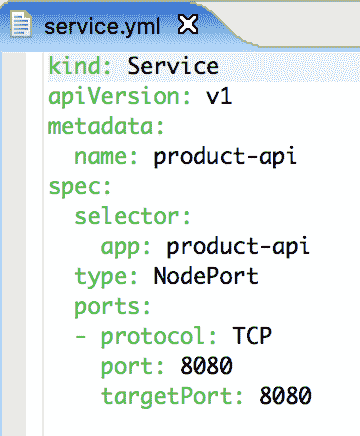 service.yml
kind: Service
apiVersion: v1
metadata:
  name: product-api
spec:
  selector:
    app: product-api
  type: NodePort
  ports:
  - protocol: TCP
    port: 8080
    targetPort: 8080